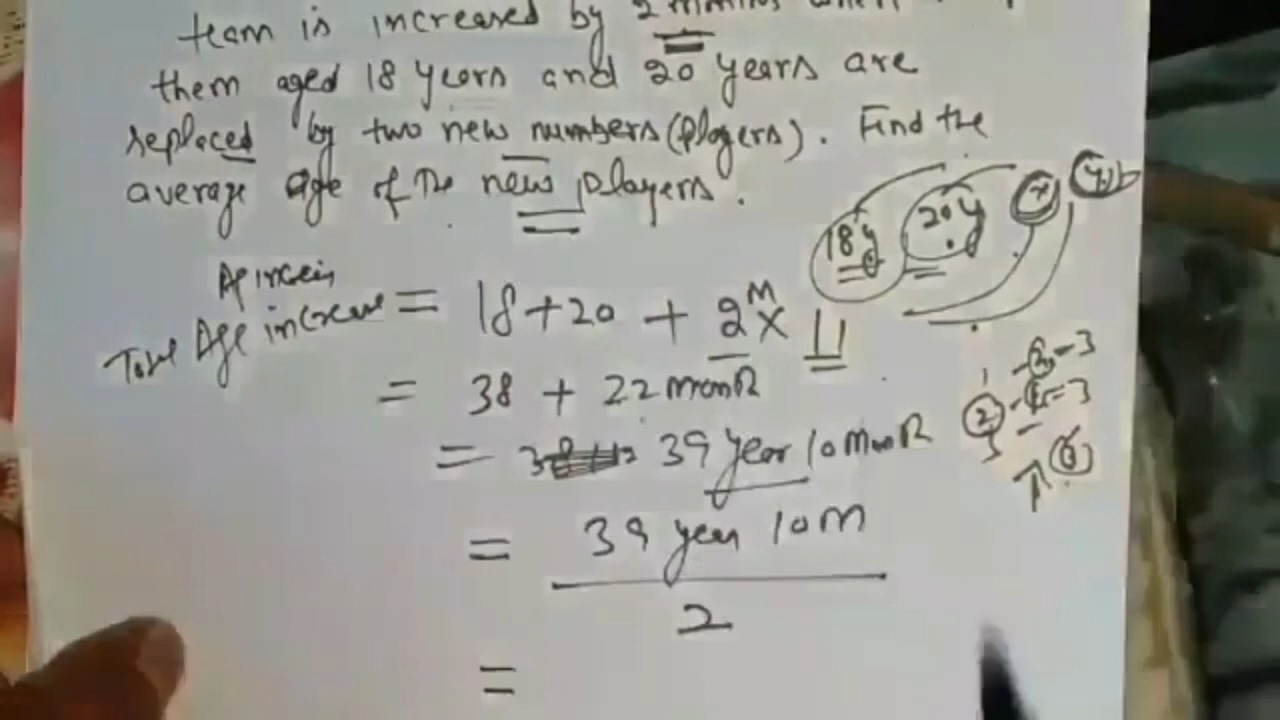 team is increased by 2
them aged 18 years and 20 years are
replaced by two new numbers (players). Find the
average age of the new players.
18y 20y x y
Age increase = 18+20 + 2M x 11
= 38 + 22 month
= 39 year 10 month
= 39 year 10 M
2
=